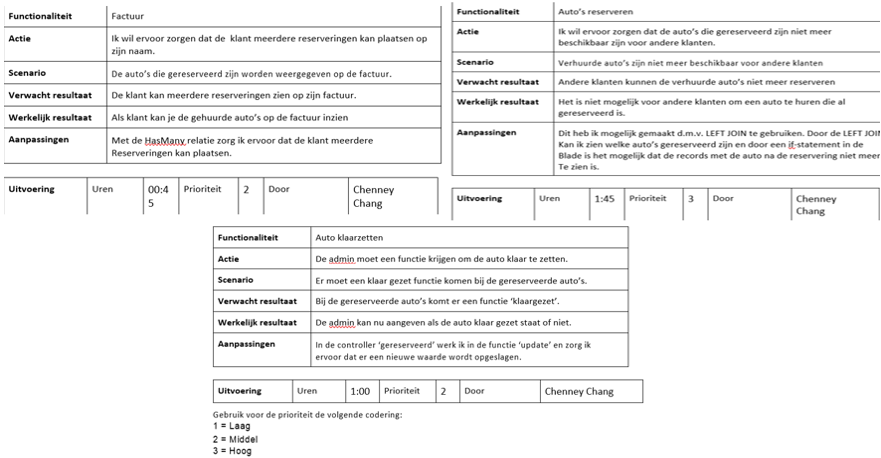 Functionaliteit Factuur
Actie Ik wil ervoor zorgen dat de klant meerdere reserveringen kan plaatsen op
zijn naam.
Scenario De auto's die gereserveerd zijn worden weergegeven op de factuur.
Verwacht resultaat De klant kan meerdere reserveringen zien op zijn factuur.
Werkelijk resultaat Als klant kan je de gehuurde auto's op de factuur inzien
Aanpassingen Met de HasMany relatie zorg ik ervoor dat de klant meerdere
Reserveringen kan plaatsen.
Uitvoering Uren 00:4 Prioriteit 2 Door Chenney
5 Chang
Functionaliteit Auto's reserveren
Actie Ik wil ervoor zorgen dat de auto's die gereserveerd zijn niet meer
beschikbaar zijn voor andere klanten.
Scenario Verhuurde auto's zijn niet meer beschikbaar voor andere klanten
Verwacht resultaat Andere klanten kunnen de verhuurde auto's niet meer reserveren
Werkelijk resultaat Het is niet mogelijk voor andere klanten om een auto te huren die al
gereserveerd is.
Aanpassingen Dit heb ik mogelijk gemaakt d.m.v. LEFT JOIN te gebruiken. Door de LEFT JOI
Kan ik zien welke auto's gereserveerd zijn en door een if-statement in de
Blade is het mogelijk dat de records met de auto na de reservering niet meer
Te zien is.
Uitvoering Uren 1:45 Prioriteit 3 Door Chenney
Chang
Functionaliteit Auto klaarzetten
Actie De admin moet een functie krijgen om de auto klaar te zetten.
Scenario Er moet een klaar gezet functie komen bij de gereserveerde auto's.
Verwacht resultaat Bij de gereserveerde auto's komt er een functie 'klaargezet'.
Werkelijk resultaat De admin kan nu aangeven als de auto klaar gezet staat of niet.
Aanpassingen In de controller 'gereserveerd' werk ik in de functie 'update' en zorg ik
ervoor dat er een nieuwe waarde wordt opgeslagen.
Uitvoering Uren 1:00 Prioriteit 2 Door Chenney Chang
Gebruik voor de prioriteit de volgende codering:
1 = Laag
2 = Middel
3 = Hoog